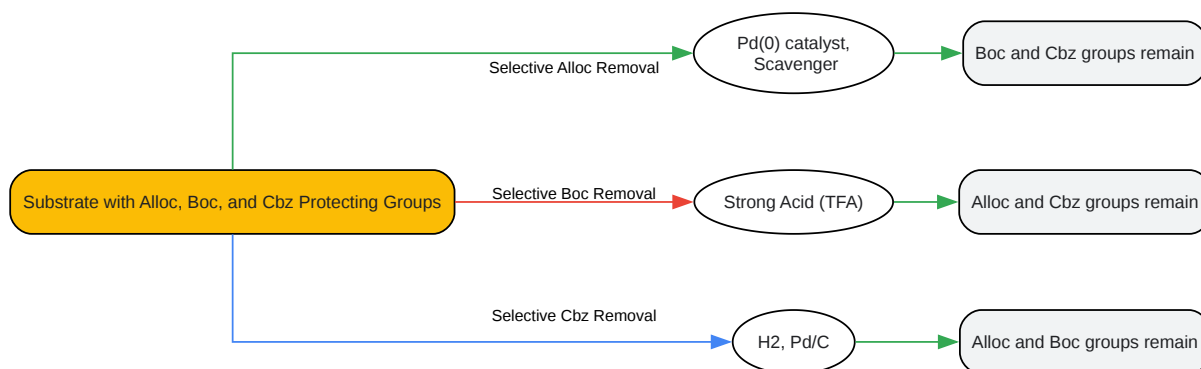 Pd(0) catalyst,
Scavenger
Boc and Cbz groups remain
Selective Alloc Removal
Substrate with Alloc, Boc, and Cbz Protecting Groups
Selective Boc Removal
Strong Acid (TFA)
Alloc and Cbz groups remain
Selective Cbz Removal
H2, Pd/C
Alloc and Boc groups remain